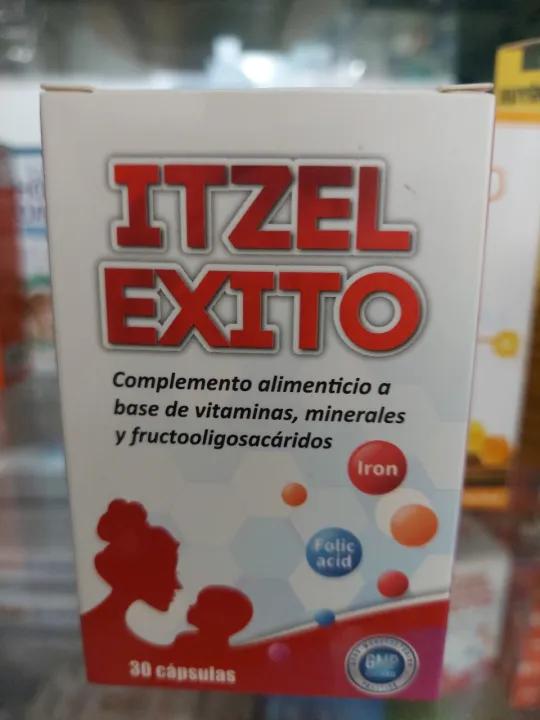 ITZEL
EXITO
Complemento alimenticio a
base de vitaminas, minerales
y fructooligosacáridos
Iron
Folic
acid
30 cápsulas
GMP